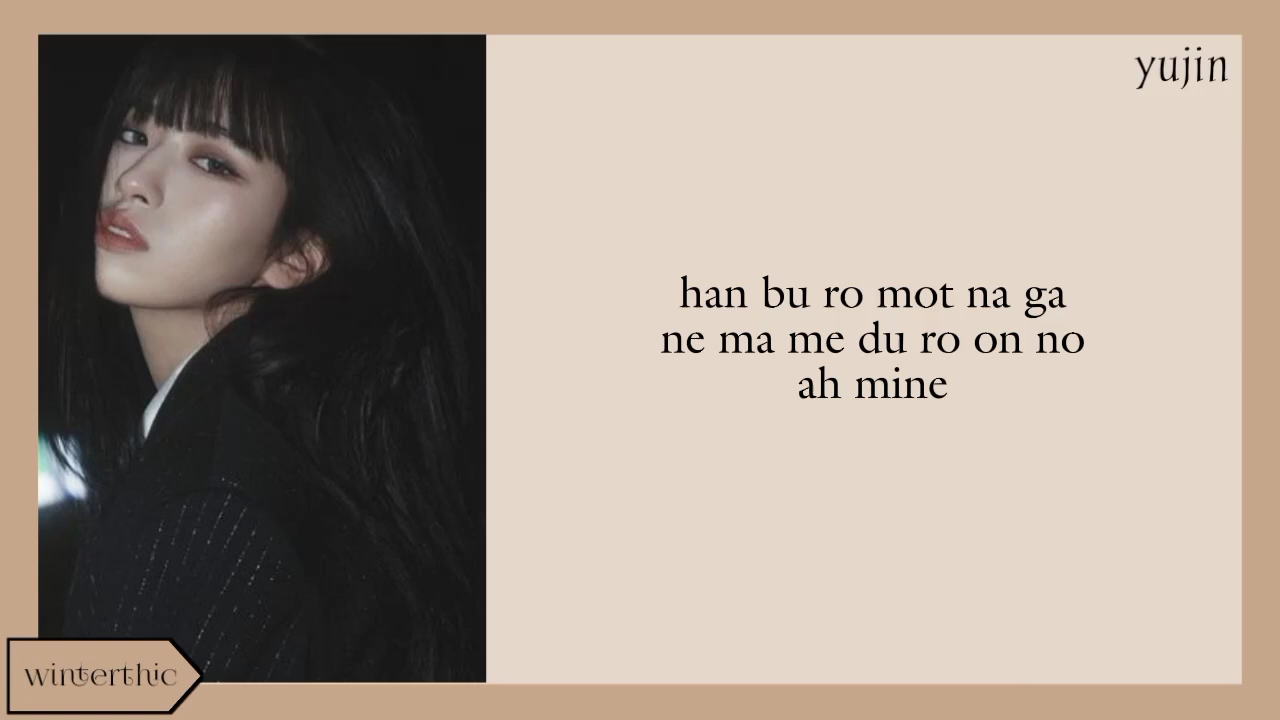 yujin
han bu ro mot na ga
ne ma me du ro on no
ah mine
winterthic